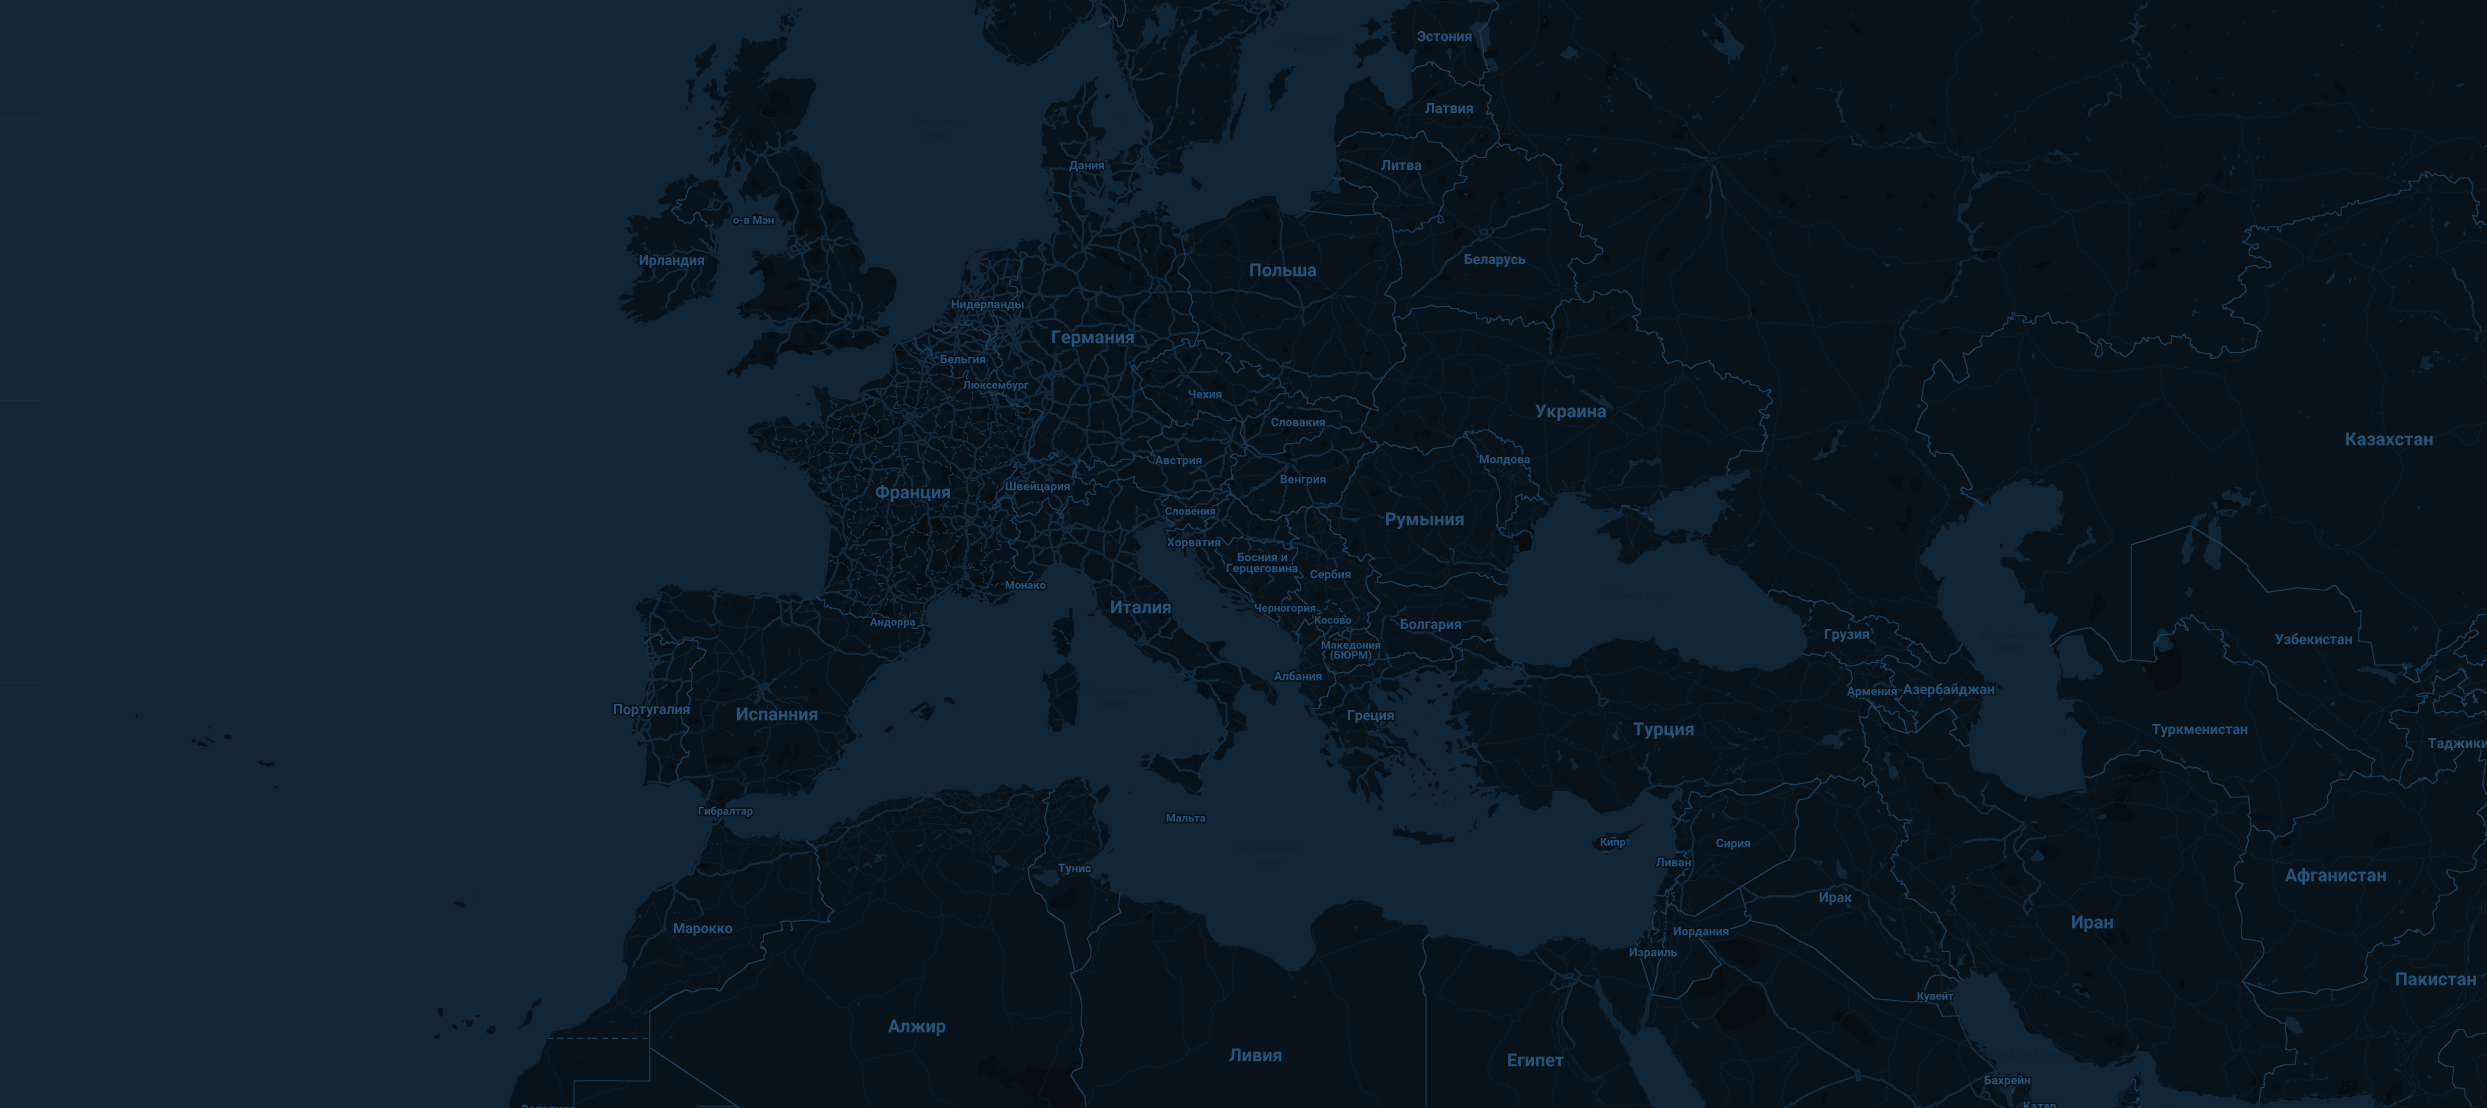 Эстония
Латвия
Дания
Литва
о-в Мэн
Ирландия
Беларусь
Польша
Нидерланды
Германия
Бельгия
Люксембург
Чехия
Украина
Словакия
Казахстан
Австрия
Молдова
Венгрия
Швейцария
Франция
Словения
Румыния
Хорватия
Босния и
Герцеговина
Сербия
Монако
Италия
Черногория
Косово
Андорра
Болгария
Грузия
Узбекистан
Македония
(БЮРМ)
Албания
Армения
Азербайджан
Португалия
Испанния
Греция
Турция
Туркменистан
Таджики
Гибралтар
Мальта
Кипр
Сирия
Ливан
Тунис
Афганистан
Ирак
Иран
Марокко
Иордания
Израиль
Пакистан
Кувейт
Алжир
Ливия
Египет
Бахрейн
Катар